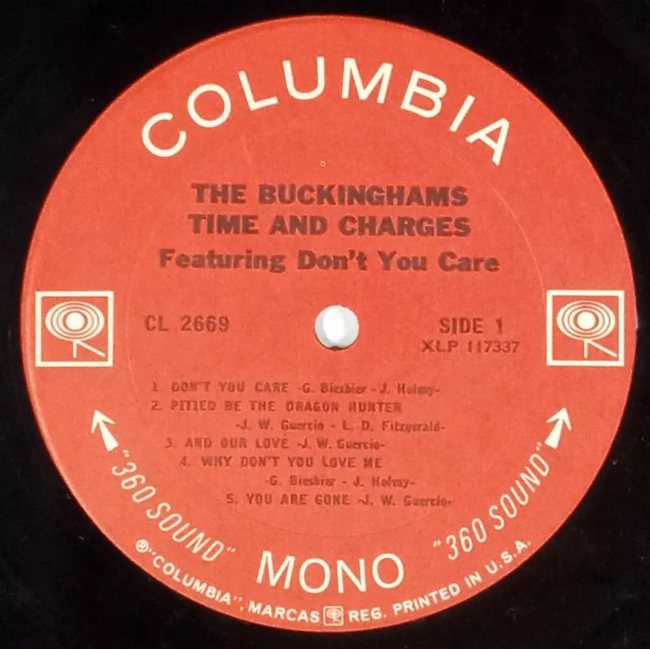 COLUMBIA
THE BUCKINGHAMS
TIME AND CHARGES
Featuring Don't You Care
CL 2669
SIDE 1
XLP 117337
1. DON'T YOU CARE -G. Biesbier - J. Holvay-
2. PITIED BE THE DRAGON HUNTER
-J. W. Guercio - L. D. Fitzgerald-
3. AND OUR LOVE -J. W. Guercio-
4. WHY DON'T YOU LOVE ME
-G. Biesbier - J. Holvay-
5. YOU ARE GONE -J. W. Guercio-
"360 SOUND" MONO "360 SOUND"
®"COLUMBIA", MARCAS REG. PRINTED IN U.S.A.